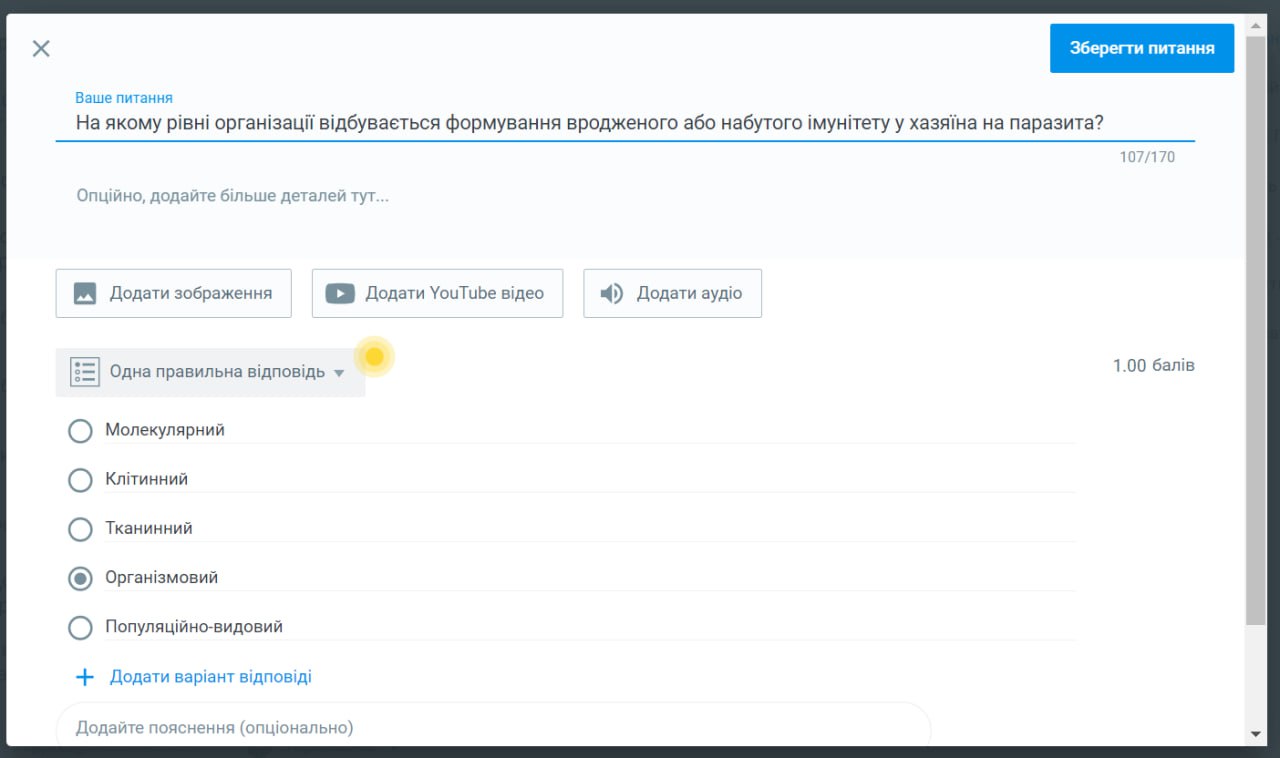 Зберегти питання
Ваше питання
На якому рівні організації відбувається формування вродженого або набутого імунітету у хазяїна на паразита?
107/170
Опційно, додайте більше деталей тут...
Додати зображення
Додати YouTube відео
Додати аудіо
Одна правильна відповідь
1.00 балів
Молекулярний
Клітинний
Тканинний
Організмовий
Популяційно-видовий
Додати варіант відповіді
Додайте пояснення (опціонально)